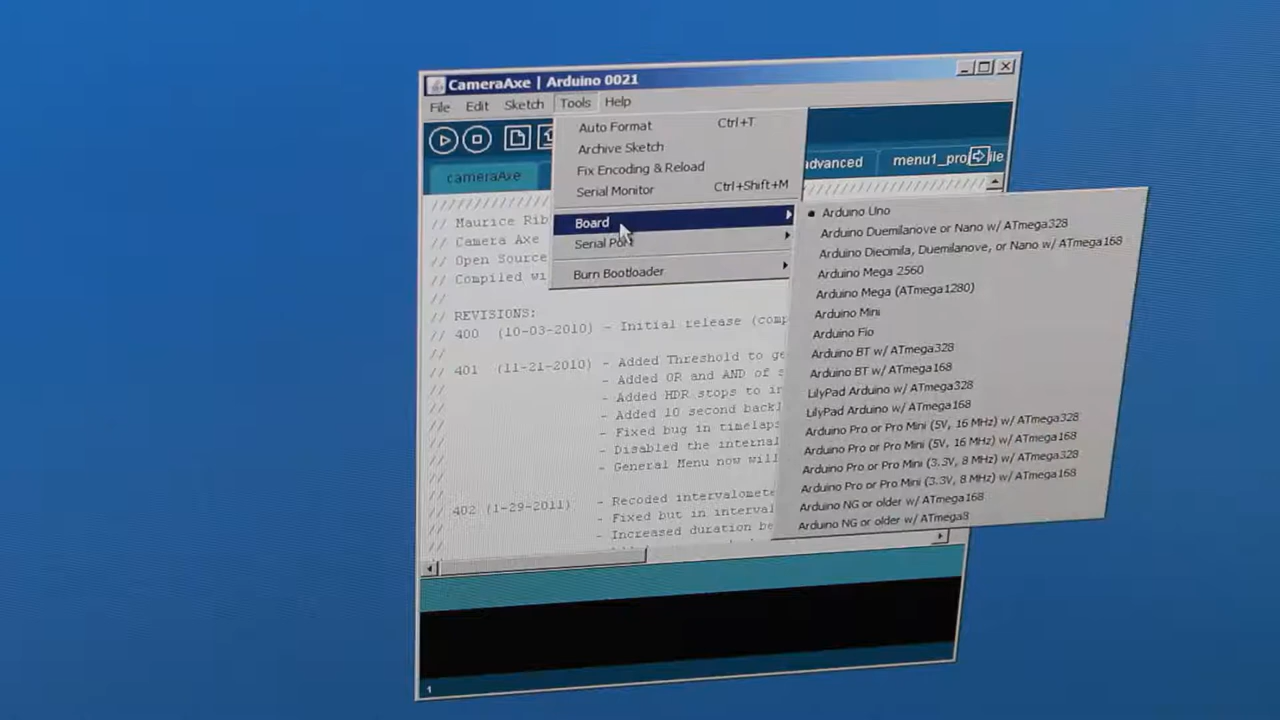 CameraAxe | Arduino 0021
File Edit Sketch Tools Help
Auto Format Ctrl+T
Archive Sketch
Fix Encoding & Reload
Serial Monitor Ctrl+Shift+M
Board
Serial Port
Burn Bootloader
cameraAxe
advanced
menu1_pro
ile
Arduino Uno
Arduino Duemilanove or Nano w/ ATmega328
Arduino Diecimila, Duemilanove, or Nano w/ ATmega168
Arduino Mega 2560
Arduino Mega (ATmega1280)
Arduino Mini
Arduino Fio
Arduino BT w/ ATmega328
Arduino BT w/ ATmega168
LilyPad Arduino w/ ATmega328
LilyPad Arduino w/ ATmega168
Arduino Pro or Pro Mini (5V, 16 MHz) w/ ATmega328
Arduino Pro or Pro Mini (5V, 16 MHz) w/ ATmega168
Arduino Pro or Pro Mini (3.3V, 8 MHz) w/ ATmega328
Arduino Pro or Pro Mini (3.3V, 8 MHz) w/ ATmega168
Arduino NG or older w/ ATmega168
Arduino NG or older w/ ATmega8
// Maurice Rib
// Camera Axe
// Open Source
// Compiled wi
//
// REVISIONS:
// 400 (10-03-2010) - Initial release (comp
//
// 401 (11-21-2010) - Added Threshold to ge
// - Added OR and AND of s
// - Added HDR stops to in
// - Added 10 second backl
// - Fixed bug in timelaps
// - Disabled the internal
// - General Menu now will
//
// 402 (1-29-2011) - Recoded intervalomete
// - Fixed but in interval
// - Increased duration be
1